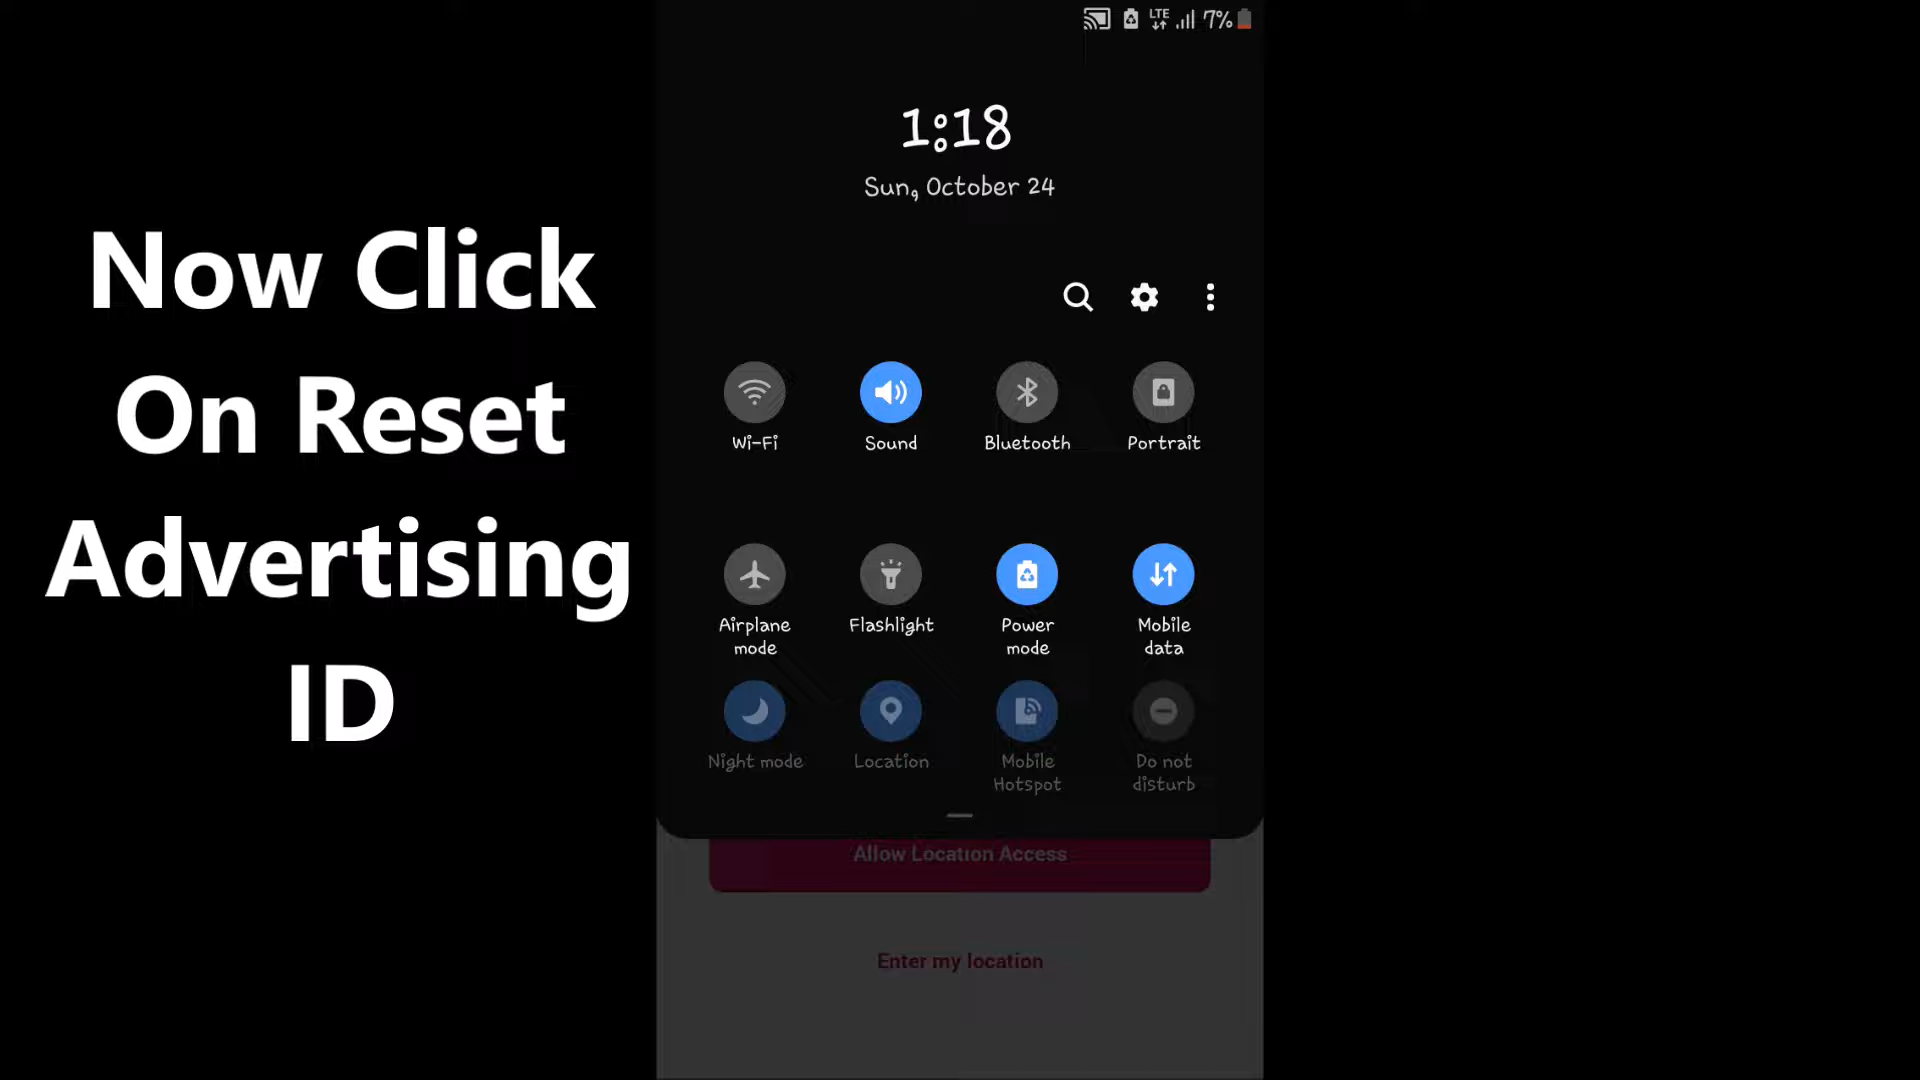 Now Click
On Reset
Advertising
ID
LTE 7%
1:18
Sun, October 24
Wi-Fi Sound Bluetooth Portrait
Airplane mode Flashlight Power mode Mobile data
Night mode Location Mobile Hotspot Do not disturb
Allow Location Access
Enter my location